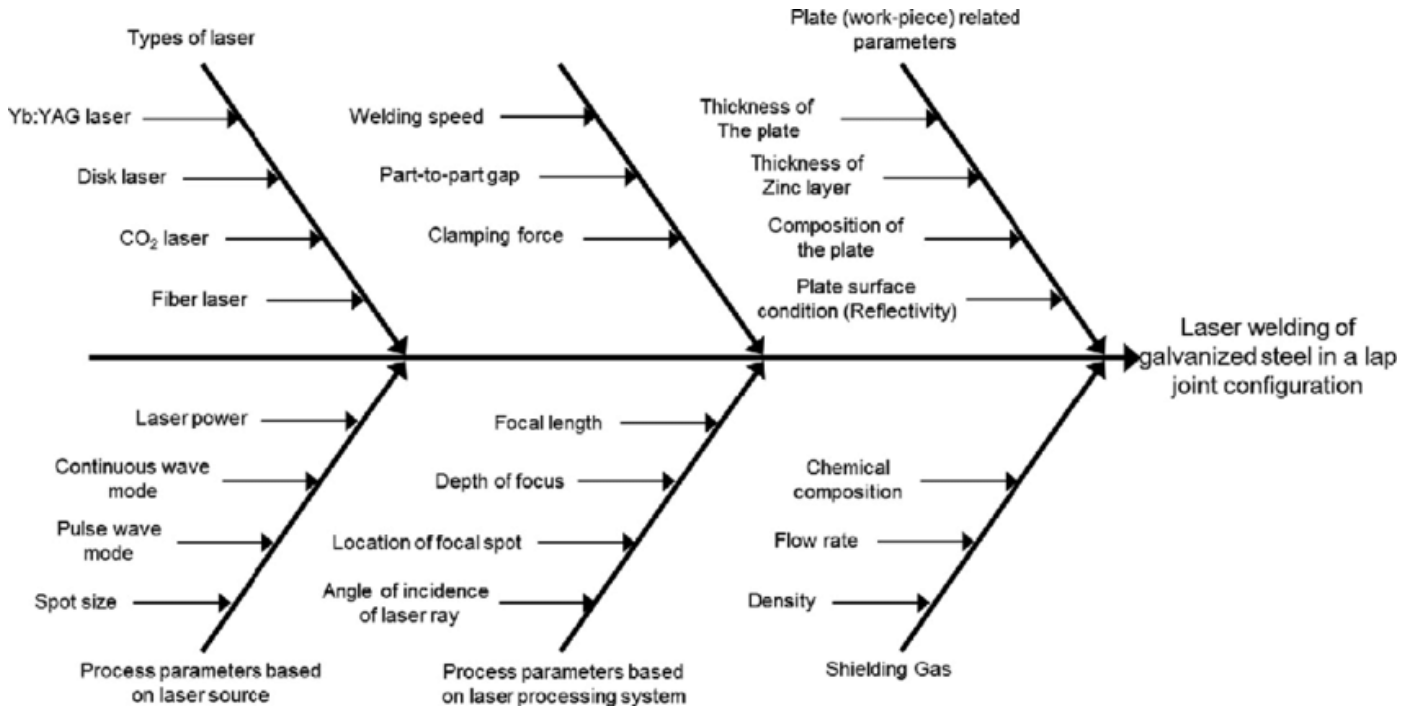 Types of laser
Yb:YAG laser
Disk laser
CO₂ laser
Fiber laser
Welding speed
Part-to-part gap
Clamping force
Plate (work-piece) related
parameters
Thickness of
The plate
Thickness of
Zinc layer
Composition of
the plate
Plate surface
condition (Reflectivity)
Laser welding of
galvanized steel in a lap
joint configuration
Laser power
Continuous wave
mode
Pulse wave
mode
Spot size
Process parameters based
on laser source
Focal length
Depth of focus
Location of focal spot
Angle of incidence
of laser ray
Process parameters based
on laser processing system
Chemical
composition
Flow rate
Density
Shielding Gas